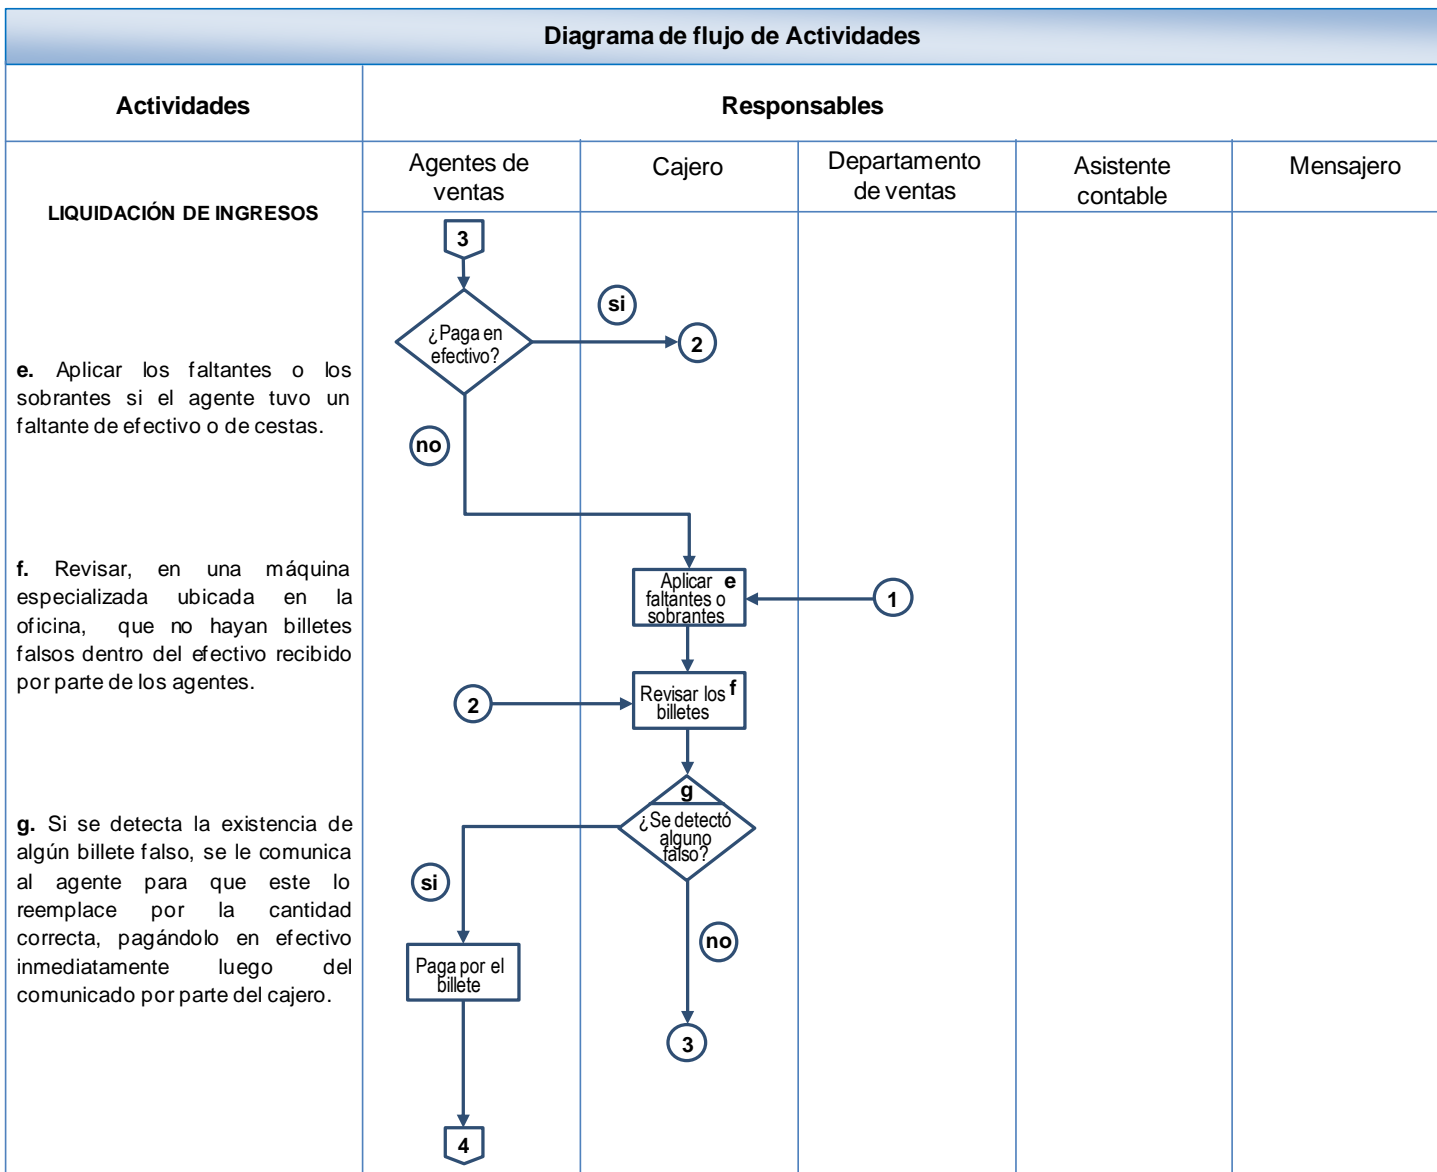 Diagrama de flujo de Actividades
Actividades
Responsables
Agentes de
ventas
Cajero
Departamento
de ventas
Asistente
contable
Mensajero
LIQUIDACIÓN DE INGRESOS
e. Aplicar los faltantes o los
sobrantes si el agente tuvo un
faltante de efectivo o de cestas.
f. Revisar, en una máquina
especializada ubicada en la
oficina, que no hayan billetes
falsos dentro del efectivo recibido
por parte de los agentes.
g. Si se detecta la existencia de
algún billete falso, se le comunica
al agente para que este lo
reemplace por la cantidad
correcta, pagándolo en efectivo
inmediatamente luego del
comunicado por parte del cajero.
3
¿Paga en
efectivo?
si
2
no
Aplicar e
faltantes o
sobrantes
1
2
Revisar los f
billetes
g
¿Se detectó
alguno
falso?
si
no
Paga por el
billete
3
4